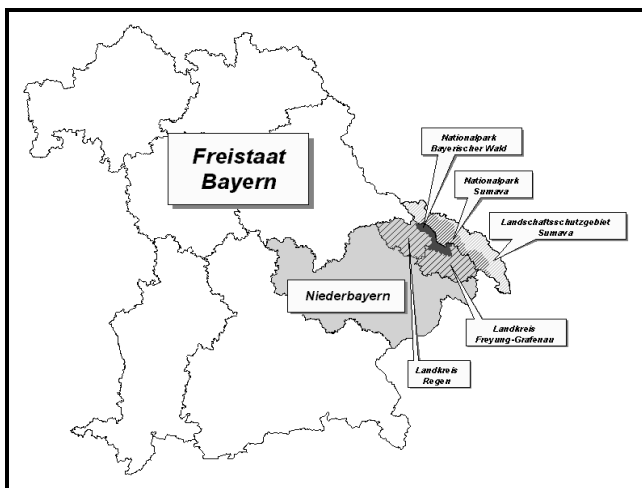 Freistaat
Bayern
Nationalpark
Bayerischer Wald
Nationalpark
Sumava
Landschaftsschutzgebiet
Sumava
Niederbayern
Landkreis
Freyung-Grafenau
Landkreis
Regen